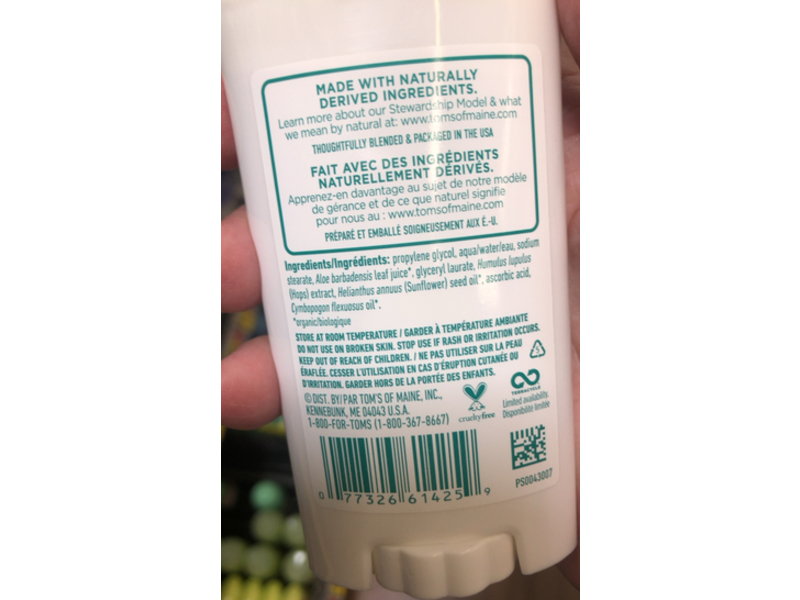 MADE WITH NATURALLY
DERIVED INGREDIENTS.
Learn more about our Stewardship Model & what
we mean by natural at: www.tomsofmaine.com
THOUGHTFULLY BLENDED & PACKAGED IN THE USA
FAIT AVEC DES INGRÉDIENTS
NATURELLEMENT DÉRIVÉS.
Apprenez-en davantage au sujet de notre modèle
de gérance et de ce que naturel signifie
pour nous au : www.tomsofmaine.com
PRÉPARÉ ET EMBALLÉ SOIGNEUSEMENT AUX É.-U.
Ingredients/Ingrédients: propylene glycol, aqua/water/eau, sodium
stearate, Aloe barbadensis leaf juice*, glyceryl laurate, Humulus lupulus
(Hops) extract, Helianthus annuus (Sunflower) seed oil*, ascorbic acid,
Cymbopogon flexuosus oil*.
*organic/biologique
STORE AT ROOM TEMPERATURE / GARDER À TEMPÉRATURE AMBIANTE
DO NOT USE ON BROKEN SKIN. STOP USE IF RASH OR IRRITATION OCCURS.
KEEP OUT OF REACH OF CHILDREN. / NE PAS UTILISER SUR LA PEAU
ÉRAFLÉE. CESSER L'UTILISATION EN CAS D'ÉRUPTION CUTANÉE OU
D'IRRITATION. GARDER HORS DE LA PORTÉE DES ENFANTS.
© DIST. BY/PAR TOM'S OF MAINE, INC.,
KENNEBUNK, ME 04043 U.S.A.
1-800-FOR-TOMS (1-800-367-8667)
crueltyfree
TERRACYCLE
Limited availability.
Disponibilité limitée
PS0043007
0 77326 61425 9